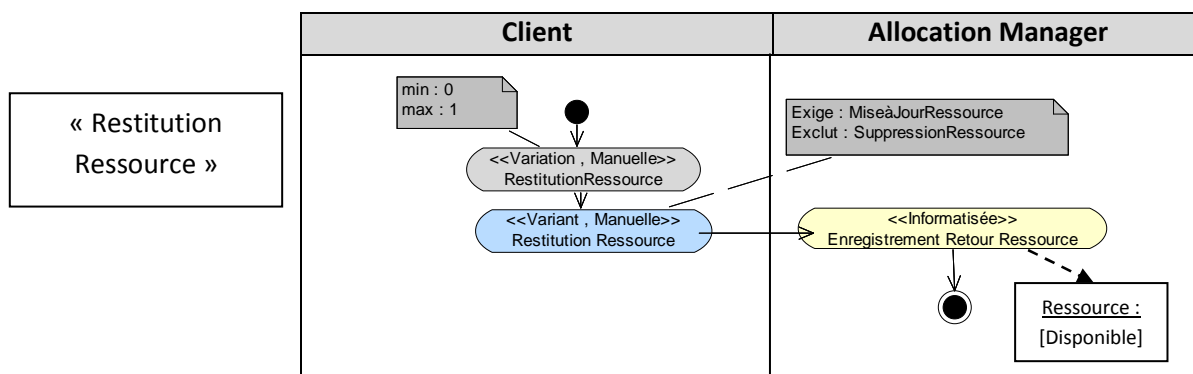 Client
Allocation Manager
« Restitution
Ressource »
min : 0
max : 1
Exige : MiseàJourRessource
Exclut : SuppressionRessource
<<Variation , Manuelle>>
RestitutionRessource
<<Variant , Manuelle>>
Restitution Ressource
<<Informatisée>>
Enregistrement Retour Ressource
Ressource :
[Disponible]